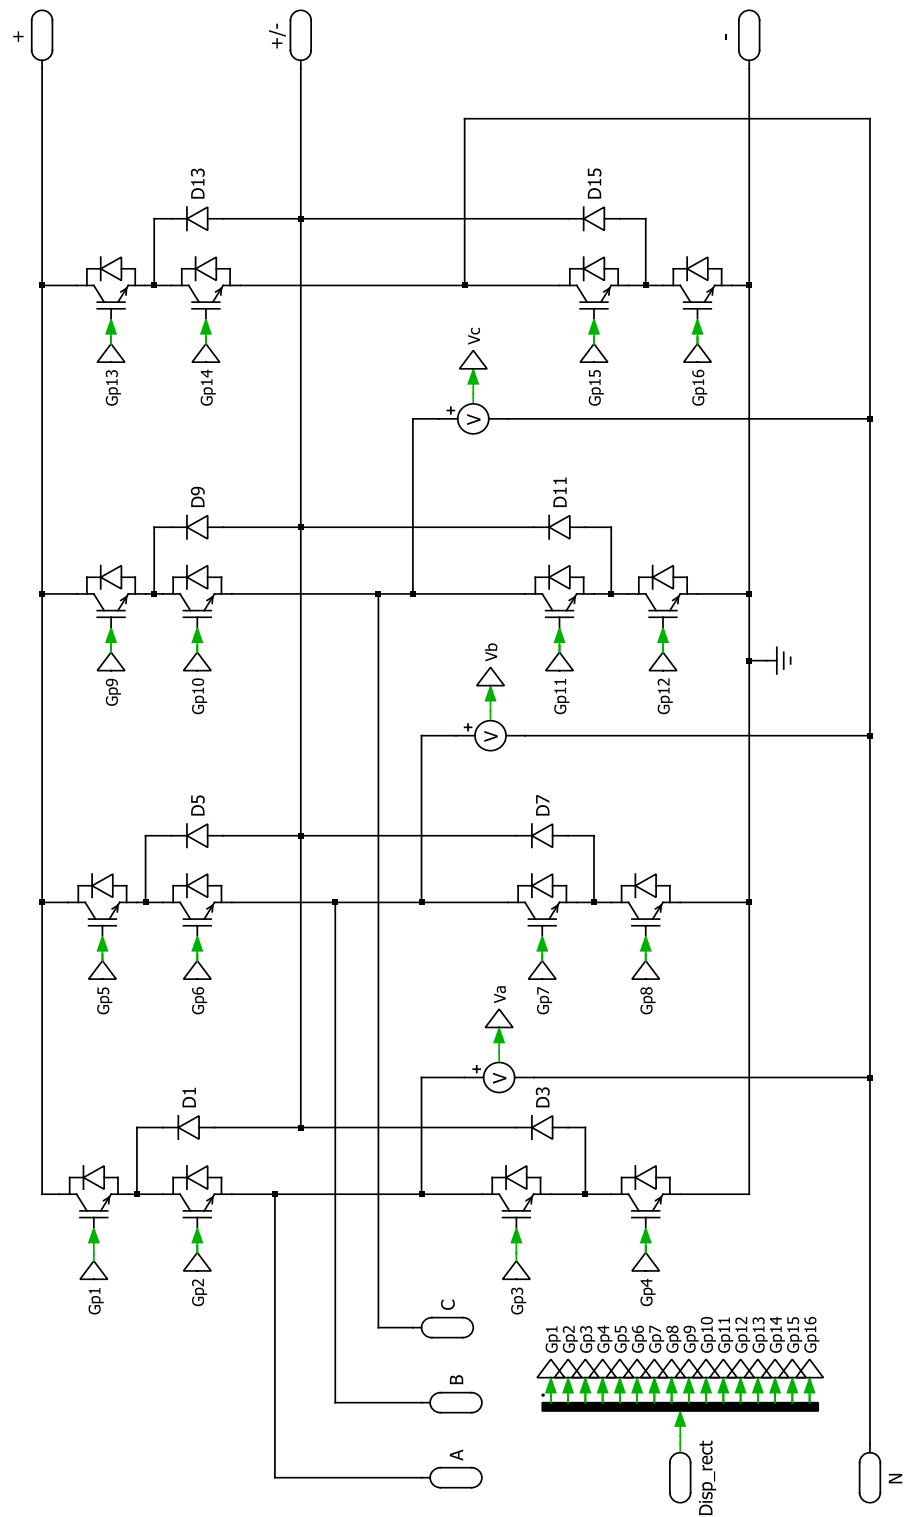 +
+/-
-
D13
D15
Gp13
Gp14
Gp15
Gp16
Vc
+
V
D9
D11
Gp9
Gp10
Gp11
Gp12
Vb
+
V
D5
D7
Gp5
Gp6
Gp7
Gp8
Va
+
V
D1
D3
Gp1
Gp2
Gp3
Gp4
C
B
A
Gp1
Gp2
Gp3
Gp4
Gp5
Gp6
Gp7
Gp8
Gp9
Gp10
Gp11
Gp12
Gp13
Gp14
Gp15
Gp16
Disp_rect
N